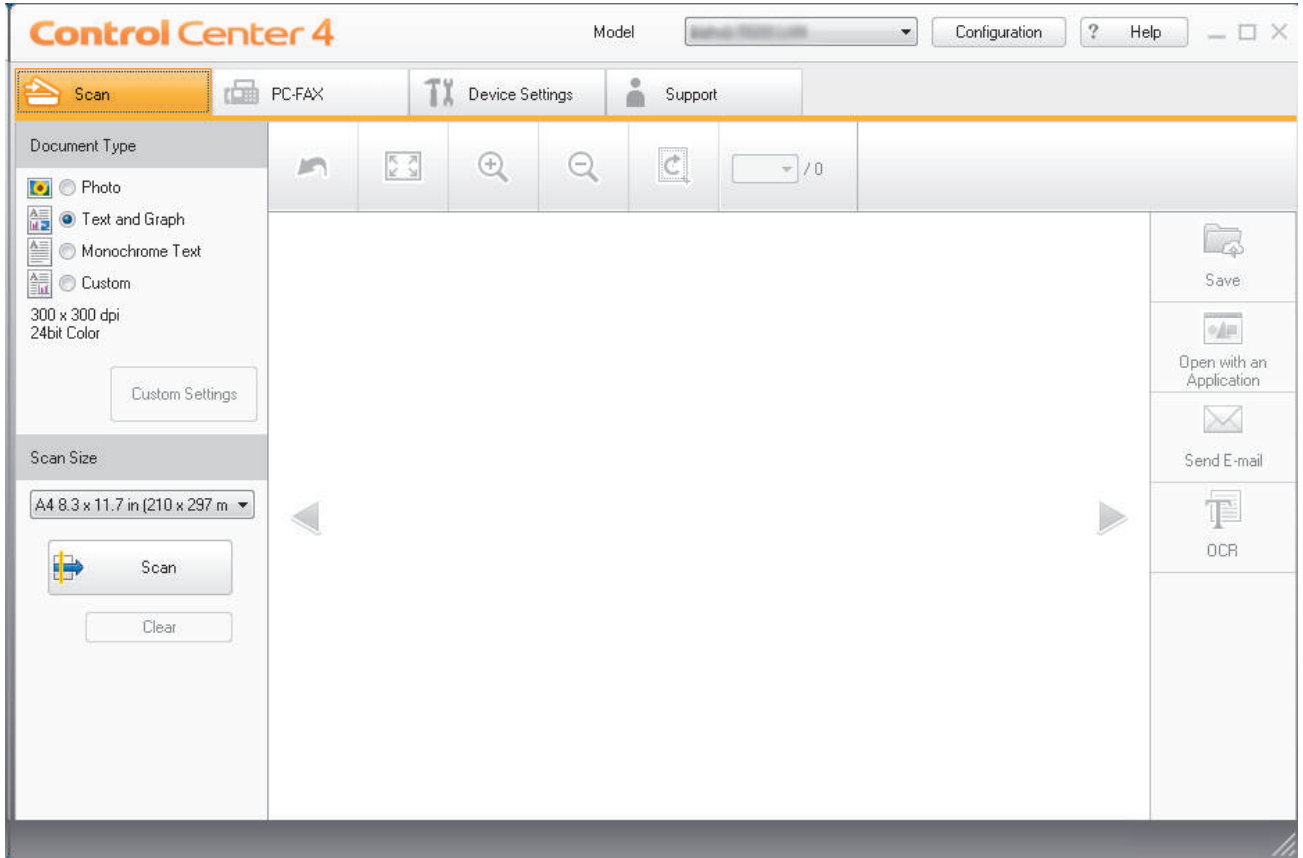 Control Center 4
Model
Configuration
? Help
Scan
PC-FAX
Device Settings
Support
Document Type
/ 0
Photo
Text and Graph
Monochrome Text
Custom
300 x 300 dpi
24bit Color
Custom Settings
Scan Size
A4 8.3 x 11.7 in (210 x 297 m
Scan
Clear
Save
Open with an
Application
Send E-mail
OCR